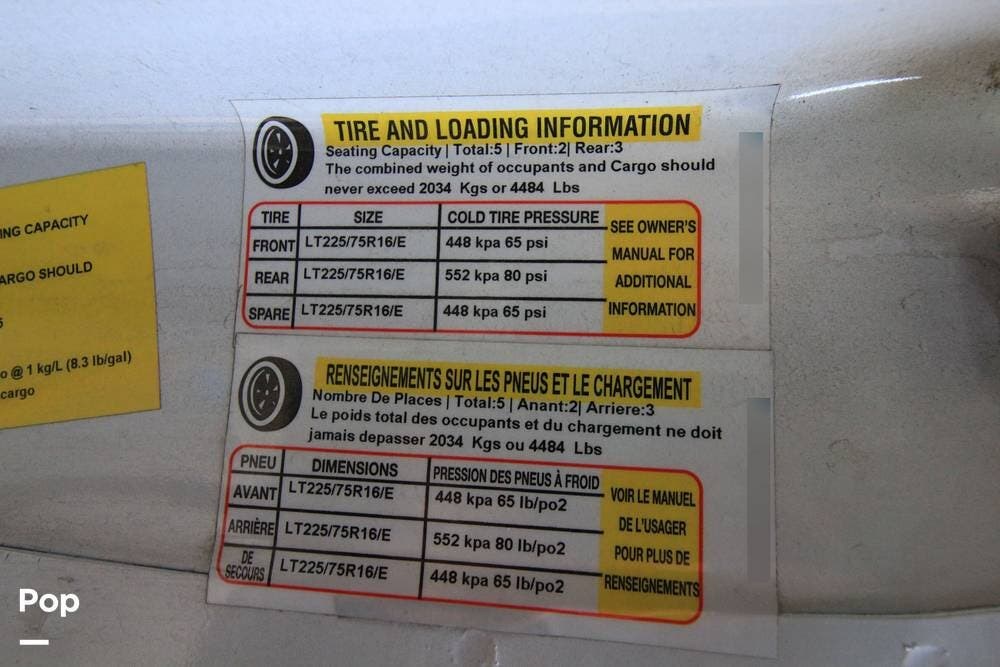 TIRE AND LOADING INFORMATION
Seating Capacity | Total:5 | Front:2| Rear:3
The combined weight of occupants and Cargo should
never exceed 2034 Kgs or 4484 Lbs
TIRE SIZE COLD TIRE PRESSURE
FRONT LT225/75R16/E 448 kpa 65 psi
REAR LT225/75R16/E 552 kpa 80 psi
SPARE LT225/75R16/E 448 kpa 65 psi
SEE OWNER'S
MANUAL FOR
ADDITIONAL
INFORMATION
RENSEIGNEMENTS SUR LES PNEUS ET LE CHARGEMENT
Nombre De Places | Total:5 | Anant:2| Arriere:3
Le poids total des occupants et du chargement ne doit
jamais depasser 2034 Kgs ou 4484 Lbs
PNEU DIMENSIONS PRESSION DES PNEUS À FROID
AVANT LT225/75R16/E 448 kpa 65 lb/po2
ARRIÈRE LT225/75R16/E 552 kpa 80 lb/po2
DE
SECOURS LT225/75R16/E 448 kpa 65 lb/po2
VOIR LE MANUEL
DE L'USAGER
POUR PLUS DE
RENSEIGNEMENTS
CAPACITY
SHOULD
@ 1 kg/L (8.3 lb/gal)
cargo
Pop